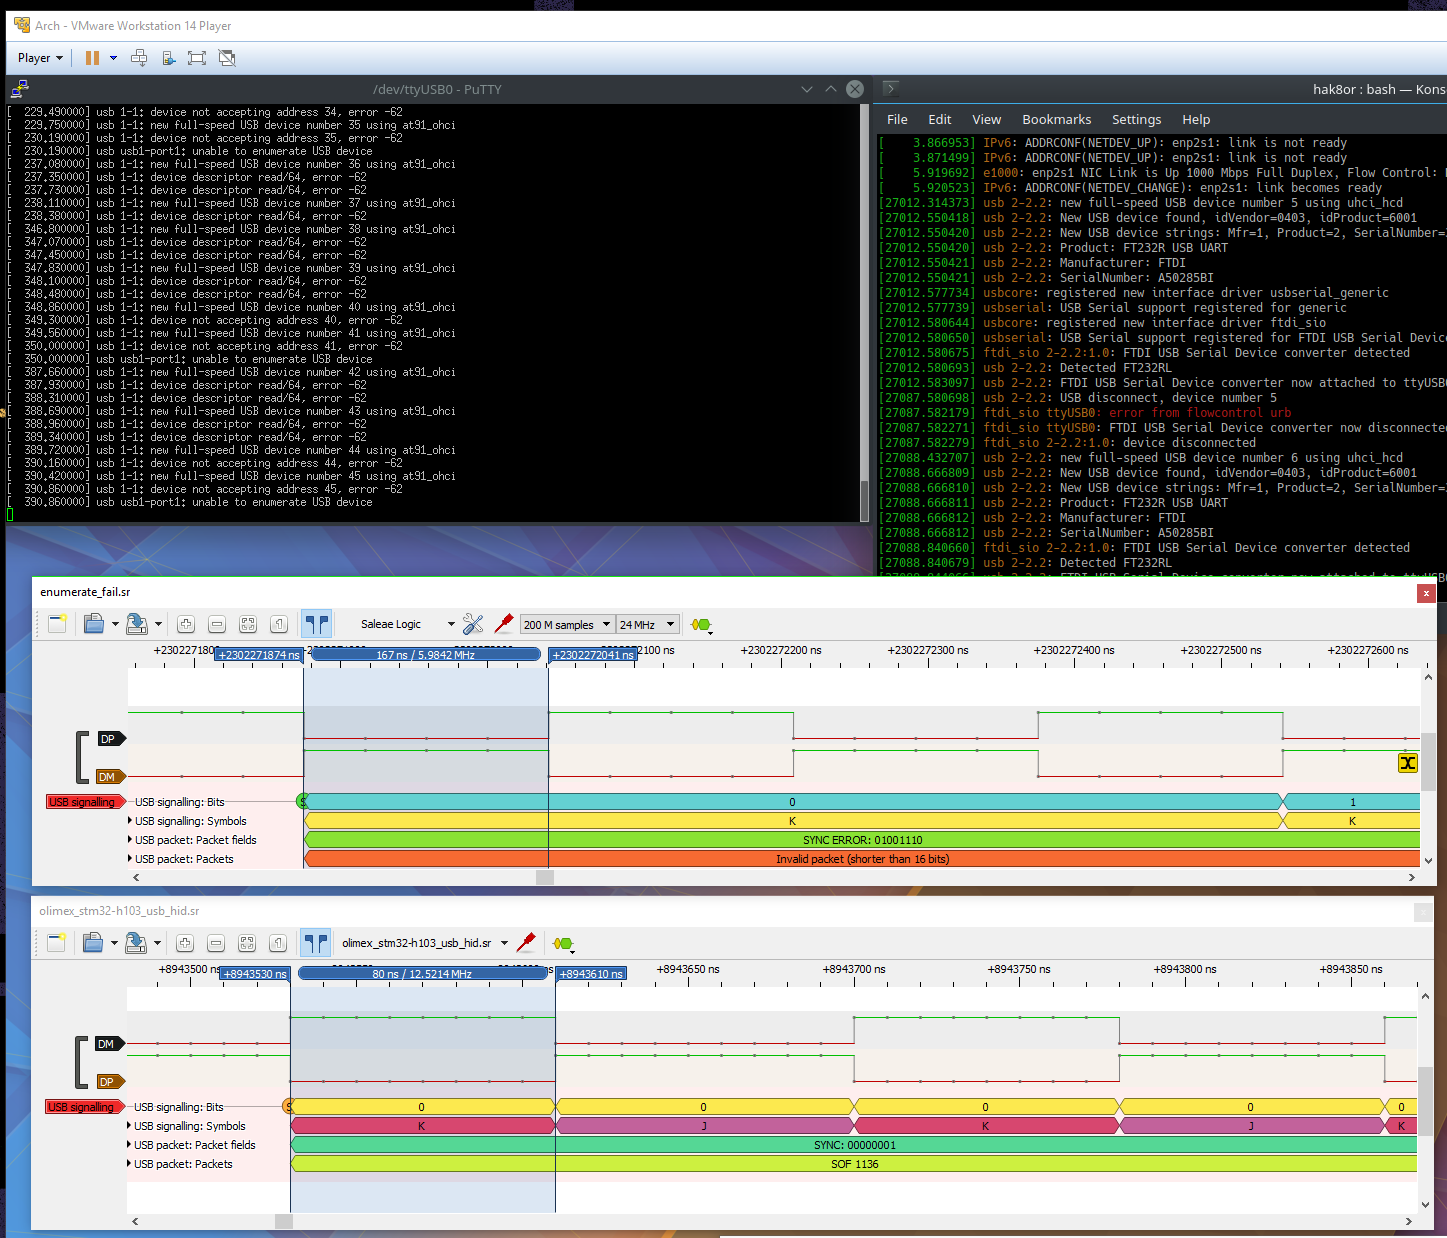 Arch - VMware Workstation 14 Player
Player
/dev/ttyUSB0 - PuTTY
[  229.490000] usb 1-1: device not accepting address 34, error -62
[  229.750000] usb 1-1: new full-speed USB device number 35 using at91_ohci
[  230.190000] usb 1-1: device not accepting address 35, error -62
[  230.190000] usb usb1-port1: unable to enumerate USB device
[  237.080000] usb 1-1: new full-speed USB device number 36 using at91_ohci
[  237.350000] usb 1-1: device descriptor read/64, error -62
[  237.730000] usb 1-1: device descriptor read/64, error -62
[  238.110000] usb 1-1: new full-speed USB device number 37 using at91_ohci
[  238.380000] usb 1-1: device descriptor read/64, error -62
[  346.800000] usb 1-1: new full-speed USB device number 38 using at91_ohci
[  347.070000] usb 1-1: device descriptor read/64, error -62
[  347.450000] usb 1-1: device descriptor read/64, error -62
[  347.830000] usb 1-1: new full-speed USB device number 39 using at91_ohci
[  348.100000] usb 1-1: device descriptor read/64, error -62
[  348.480000] usb 1-1: device descriptor read/64, error -62
[  348.860000] usb 1-1: new full-speed USB device number 40 using at91_ohci
[  349.300000] usb 1-1: device not accepting address 40, error -62
[  349.560000] usb 1-1: new full-speed USB device number 41 using at91_ohci
[  350.000000] usb 1-1: device not accepting address 41, error -62
[  350.000000] usb usb1-port1: unable to enumerate USB device
[  387.660000] usb 1-1: new full-speed USB device number 42 using at91_ohci
[  387.930000] usb 1-1: device descriptor read/64, error -62
[  388.310000] usb 1-1: device descriptor read/64, error -62
[  388.690000] usb 1-1: new full-speed USB device number 43 using at91_ohci
[  388.960000] usb 1-1: device descriptor read/64, error -62
[  389.340000] usb 1-1: device descriptor read/64, error -62
[  389.720000] usb 1-1: new full-speed USB device number 44 using at91_ohci
[  390.160000] usb 1-1: device not accepting address 44, error -62
[  390.420000] usb 1-1: new full-speed USB device number 45 using at91_ohci
[  390.860000] usb 1-1: device not accepting address 45, error -62
[  390.860000] usb usb1-port1: unable to enumerate USB device
hak8or : bash — Kons
File Edit View Bookmarks Settings Help
[    3.866953] IPv6: ADDRCONF(NETDEV_UP): enp2s1: link is not ready
[    3.871499] IPv6: ADDRCONF(NETDEV_UP): enp2s1: link is not ready
[    5.919692] e1000: enp2s1 NIC Link is Up 1000 Mbps Full Duplex, Flow Control:
[    5.920523] IPv6: ADDRCONF(NETDEV_CHANGE): enp2s1: link becomes ready
[27012.314373] usb 2-2.2: new full-speed USB device number 5 using uhci_hcd
[27012.550418] usb 2-2.2: New USB device found, idVendor=0403, idProduct=6001
[27012.550420] usb 2-2.2: New USB device strings: Mfr=1, Product=2, SerialNumber=
[27012.550420] usb 2-2.2: Product: FT232R USB UART
[27012.550421] usb 2-2.2: Manufacturer: FTDI
[27012.550421] usb 2-2.2: SerialNumber: A50285BI
[27012.577734] usbcore: registered new interface driver usbserial_generic
[27012.577739] usbserial: USB Serial support registered for generic
[27012.580644] usbcore: registered new interface driver ftdi_sio
[27012.580650] usbserial: USB Serial support registered for FTDI USB Serial Device
[27012.580675] ftdi_sio 2-2.2:1.0: FTDI USB Serial Device converter detected
[27012.580693] usb 2-2.2: Detected FT232RL
[27012.583097] usb 2-2.2: FTDI USB Serial Device converter now attached to ttyUSB
[27087.580698] usb 2-2.2: USB disconnect, device number 5
[27087.582179] ftdi_sio ttyUSB0: error from flowcontrol urb
[27087.582271] ftdi_sio ttyUSB0: FTDI USB Serial Device converter now disconnecte
[27087.582279] ftdi_sio 2-2.2:1.0: device disconnected
[27088.432707] usb 2-2.2: new full-speed USB device number 6 using uhci_hcd
[27088.666809] usb 2-2.2: New USB device found, idVendor=0403, idProduct=6001
[27088.666810] usb 2-2.2: New USB device strings: Mfr=1, Product=2, SerialNumber=
[27088.666811] usb 2-2.2: Product: FT232R USB UART
[27088.666812] usb 2-2.2: Manufacturer: FTDI
[27088.666812] usb 2-2.2: SerialNumber: A50285BI
[27088.840660] ftdi_sio 2-2.2:1.0: FTDI USB Serial Device converter detected
[27088.840679] usb 2-2.2: Detected FT232RL
enumerate_fail.sr
Saleae Logic 200 M samples 24 MHz
+2302271800 +2302272100 ns +2302272200 ns +2302272300 ns +2302272400 ns +2302272500 ns +2302272600 ns
+2302271874 ns 167 ns / 5.9842 MHz +2302272041 ns
DP
DM
USB signalling USB signalling: Bits S 0 1
USB signalling: Symbols K K
USB packet: Packet fields SYNC ERROR: 01001110
USB packet: Packets Invalid packet (shorter than 16 bits)
olimex_stm32-h103_usb_hid.sr
olimex_stm32-h103_usb_hid.sr
+8943500 ns +8943650 ns +8943700 ns +8943750 ns +8943800 ns +8943850 ns
+8943530 ns 80 ns / 12.5214 MHz +8943610 ns
DM
DP
USB signalling USB signalling: Bits S 0 0 0 0 0
USB signalling: Symbols K J K J K
USB packet: Packet fields SYNC: 00000001
USB packet: Packets SOF 1136